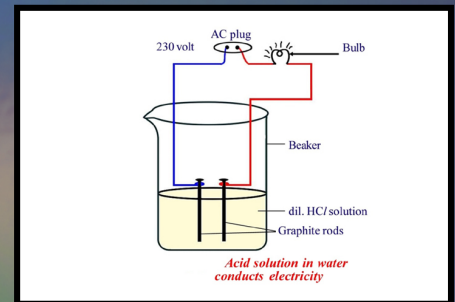 AC plug
230 volt
Bulb
Beaker
dil. HCl solution
Graphite rods
Acid solution in water
conducts electricity